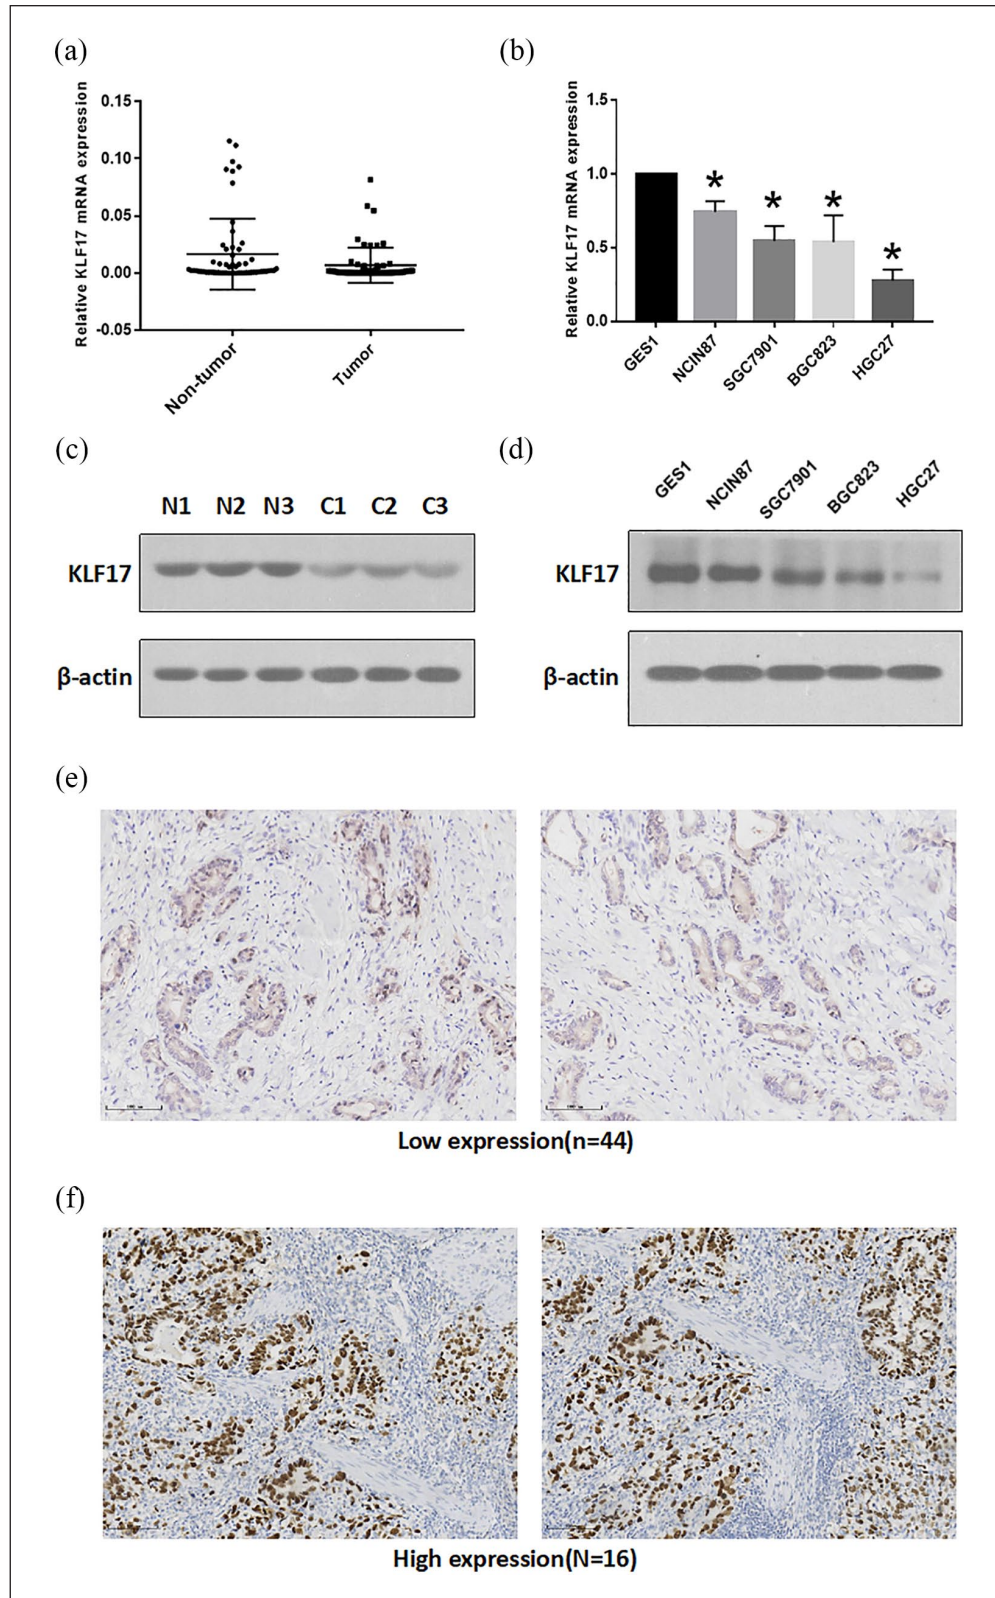 (a)
Relative KLF17 mRNA expression
0.15
0.10
0.05
0.00
-0.05
Non-tumor
Tumor
(b)
Relative KLF17 mRNA expression
1.5
1.0
0.5
0.0
*
*
*
*
GES1
NCIN87
SGC7901
BGC823
HGC27
(c)
N1 N2 N3 C1 C2 C3
KLF17
β-actin
(d)
GES1 NCIN87 SGC7901 BGC823 HGC27
KLF17
β-actin
(e)
Low expression(n=44)
(f)
High expression(N=16)